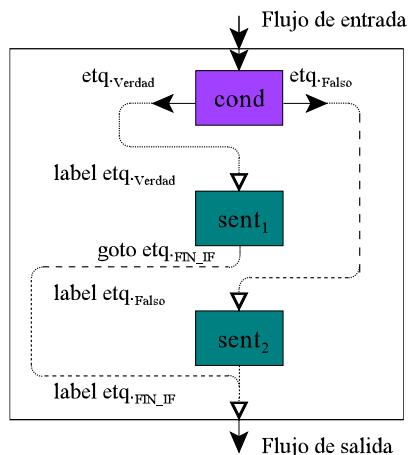 Flujo de entrada
etq.Verdad
etq.Falso
cond
label etq.Verdad
sent1
goto etq.FIN_IF
label etq.Falso
sent2
label etq.FIN_IF
Flujo de salida